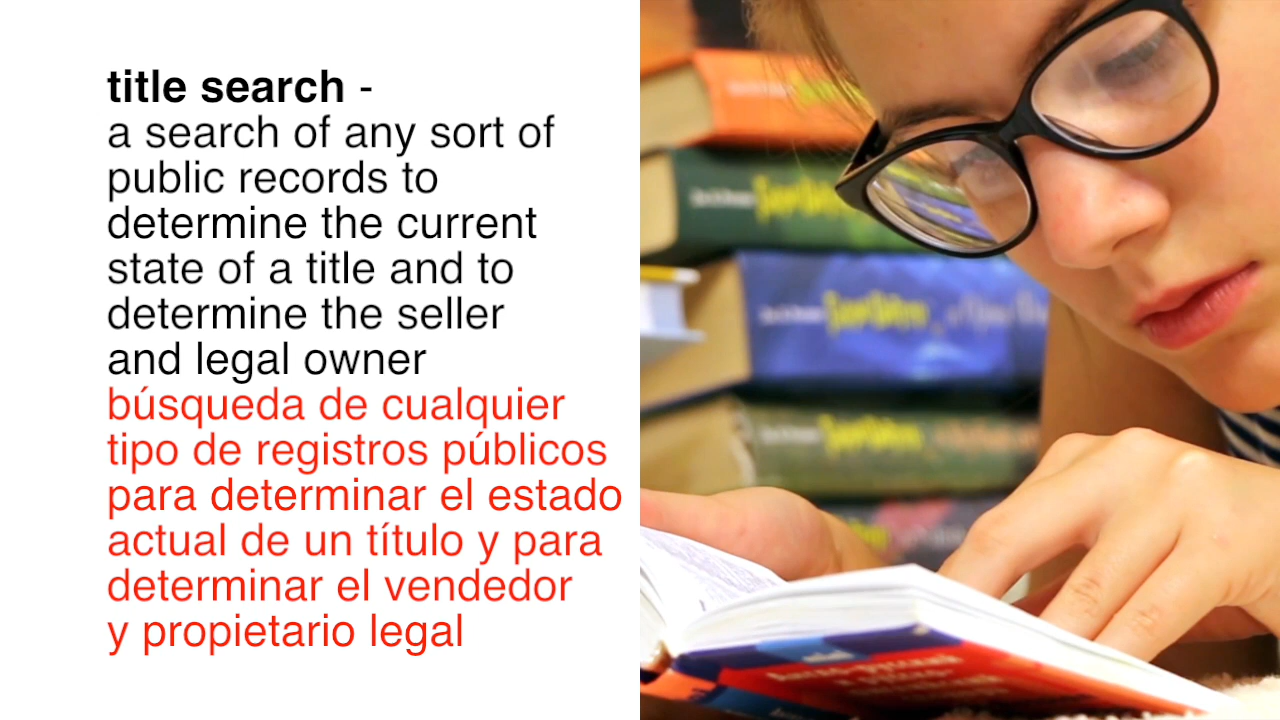 title search -
a search of any sort of
public records to
determine the current
state of a title and to
determine the seller
and legal owner
búsqueda de cualquier
tipo de registros públicos
para determinar el estado
actual de un título y para
determinar el vendedor
y propietario legal